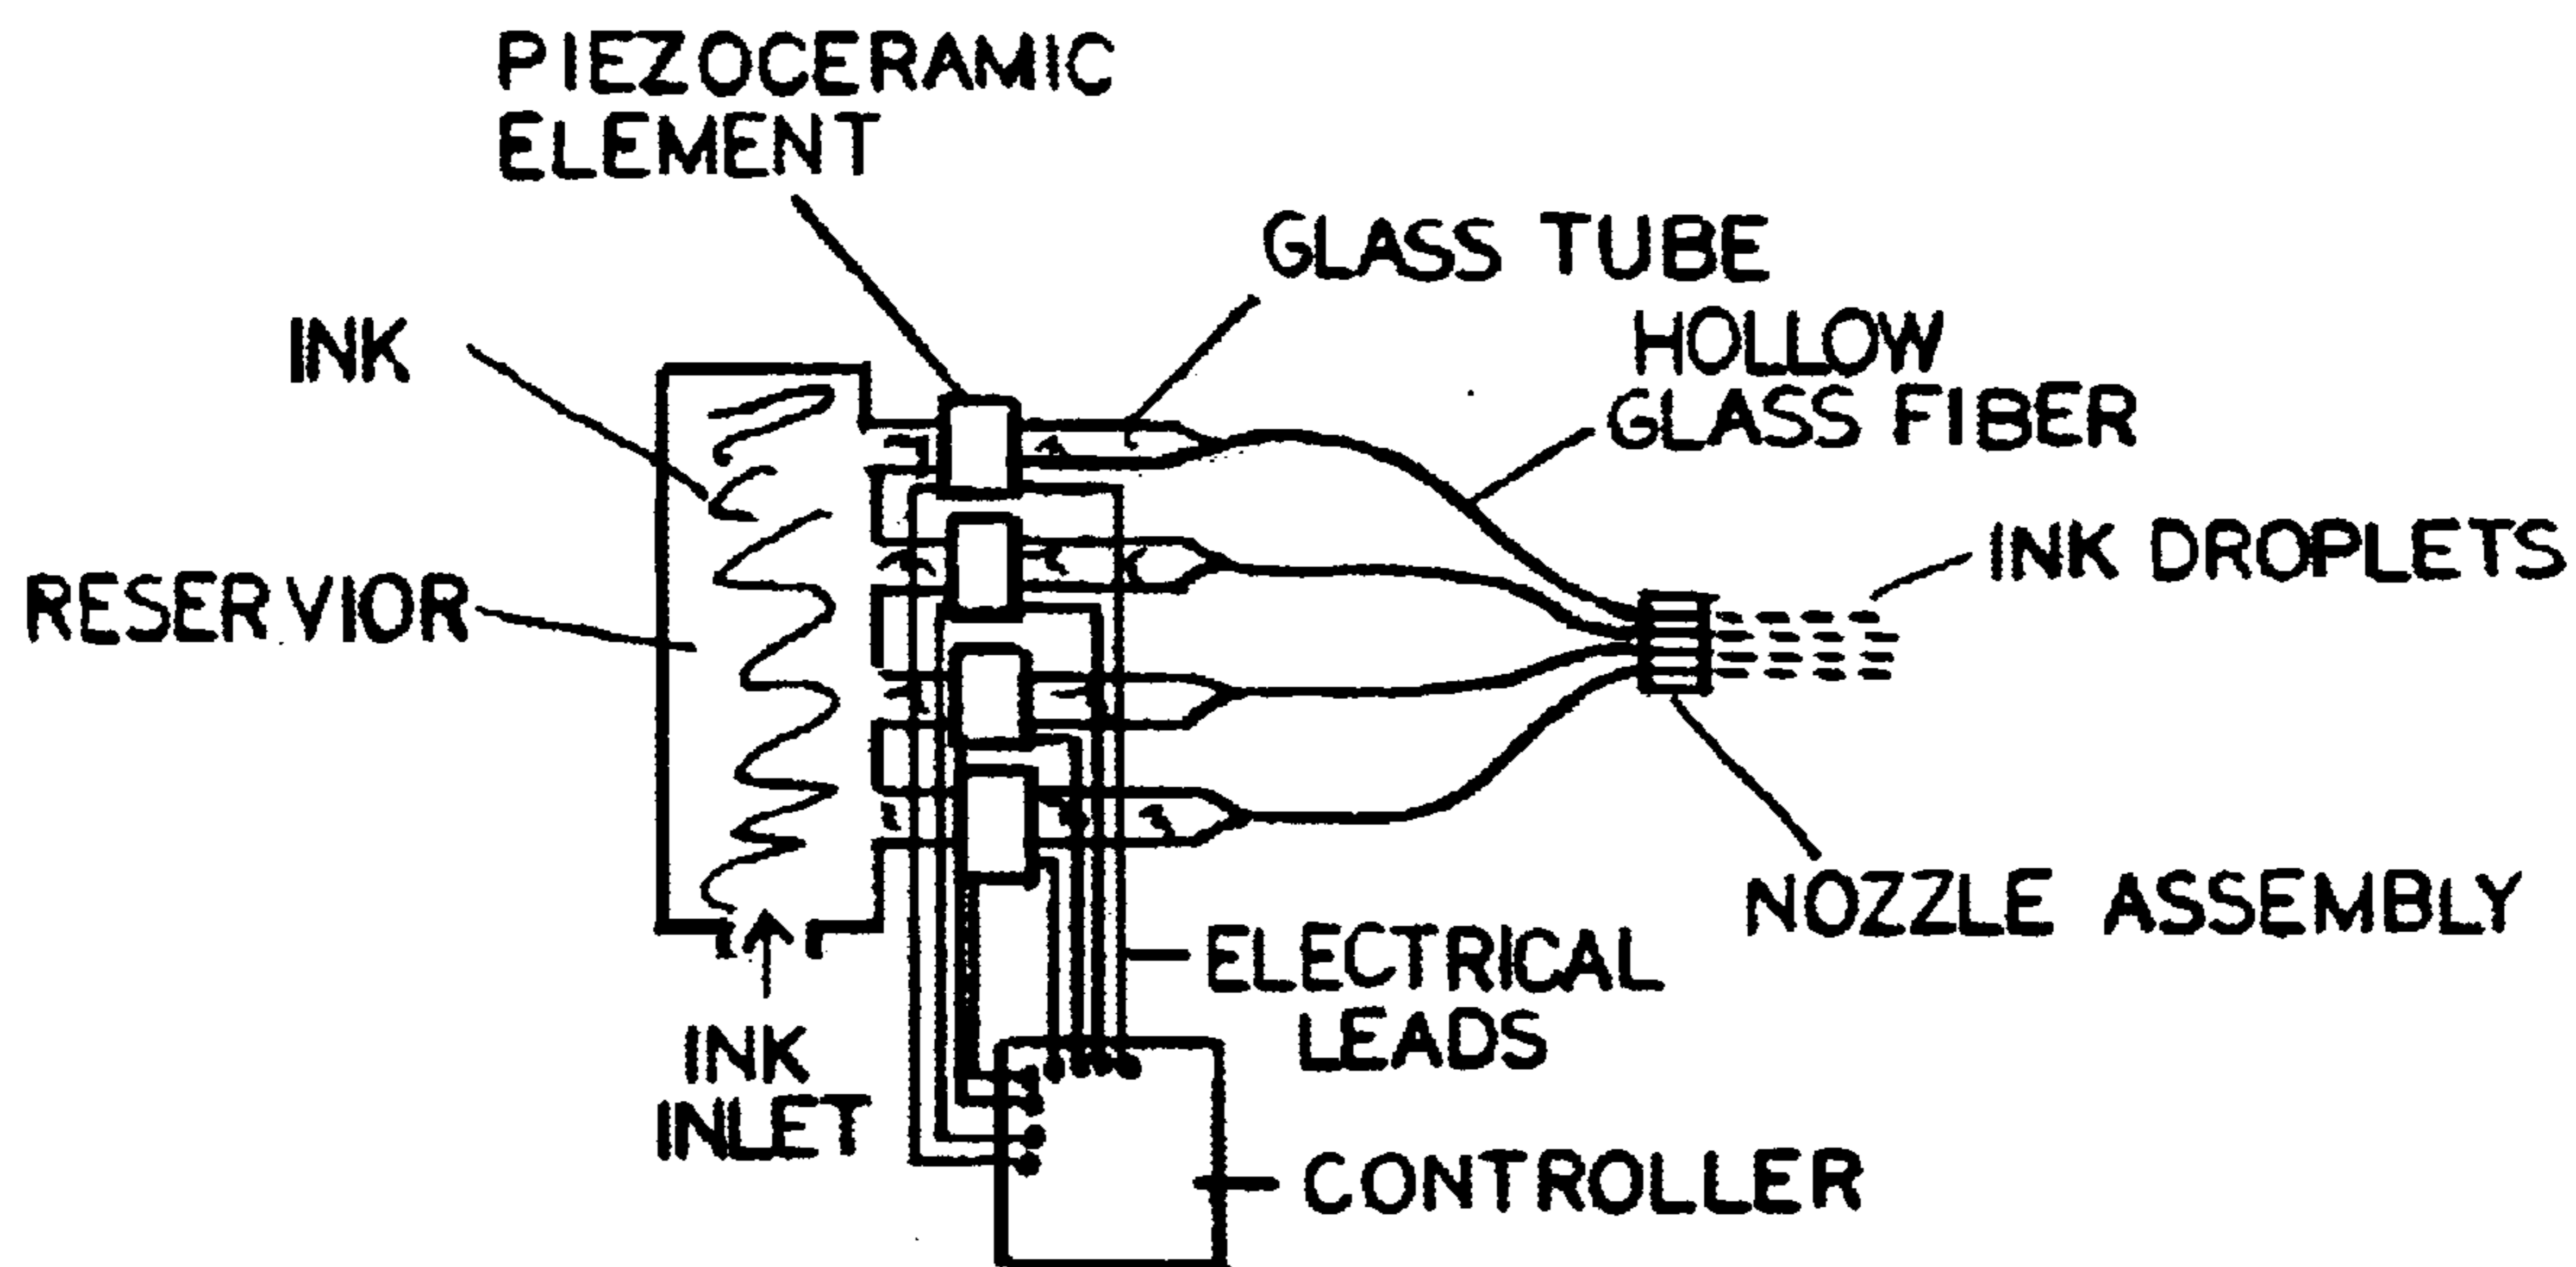 PIEZOCERAMIC
ELEMENT
GLASS TUBE
INK
HOLLOW
GLASS FIBER
INK DROPLETS
RESERVIOR
NOZZLE ASSEMBLY
ELECTRICAL
LEADS
INK
INLET
CONTROLLER